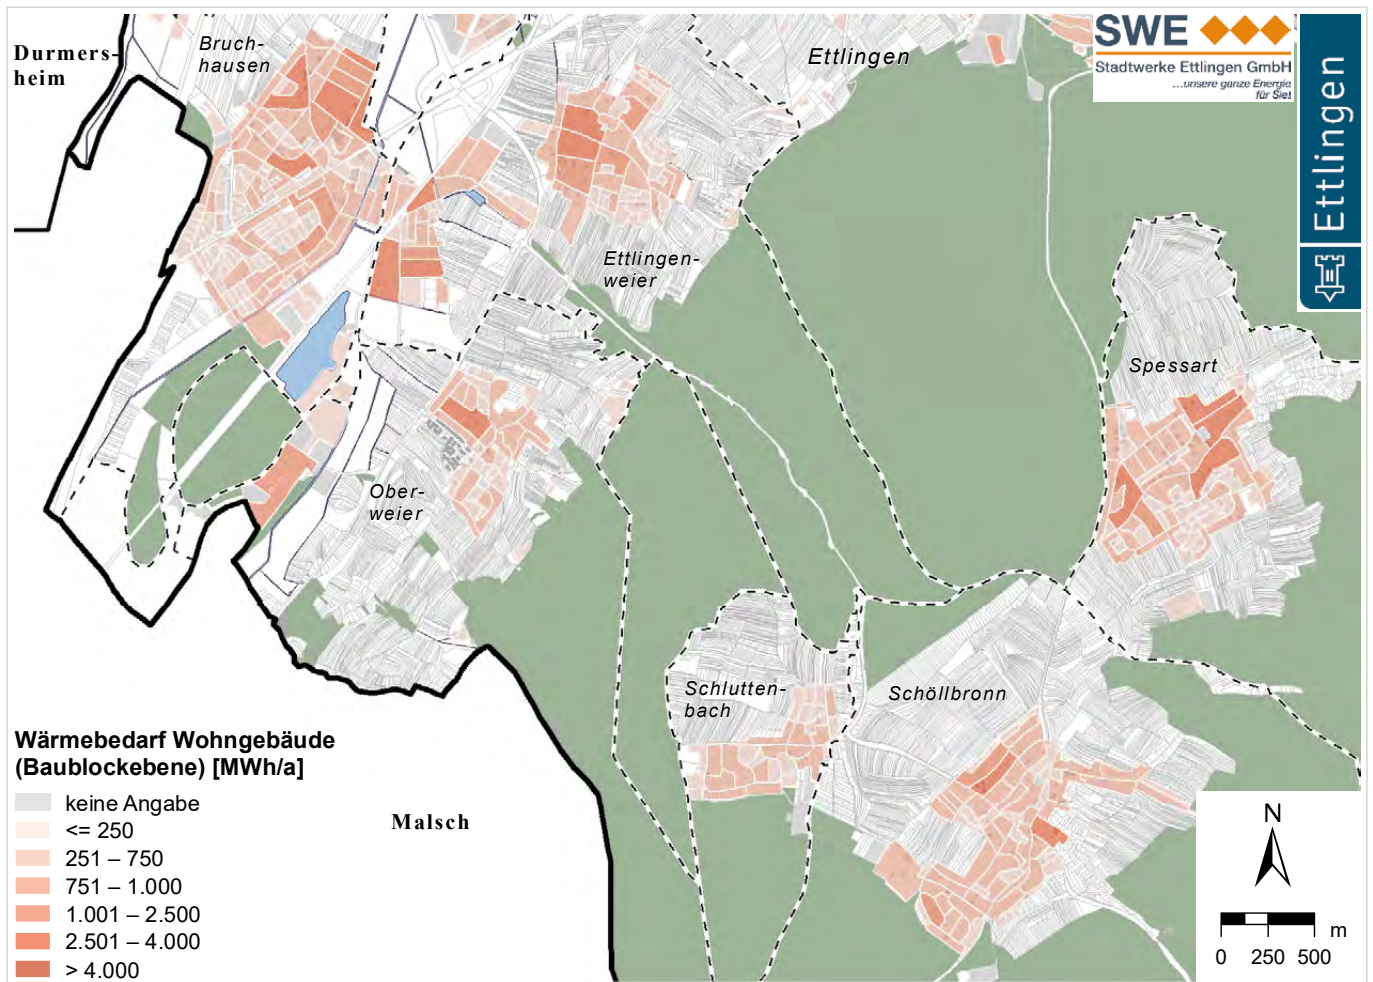 Durmers-
heim
Bruch-
hausen
Ettlingen
SWE
Stadtwerke Ettlingen GmbH
...unsere ganze Energie
für Sie!
Ettlingen
Ettlingen-
weier
Spessart
Ober-
weier
Schlutten-
bach
Schöllbronn
Malsch
Wärmebedarf Wohngebäude
(Baublockebene) [MWh/a]
keine Angabe
<= 250
251 – 750
751 – 1.000
1.001 – 2.500
2.501 – 4.000
> 4.000
N
m
0 250 500